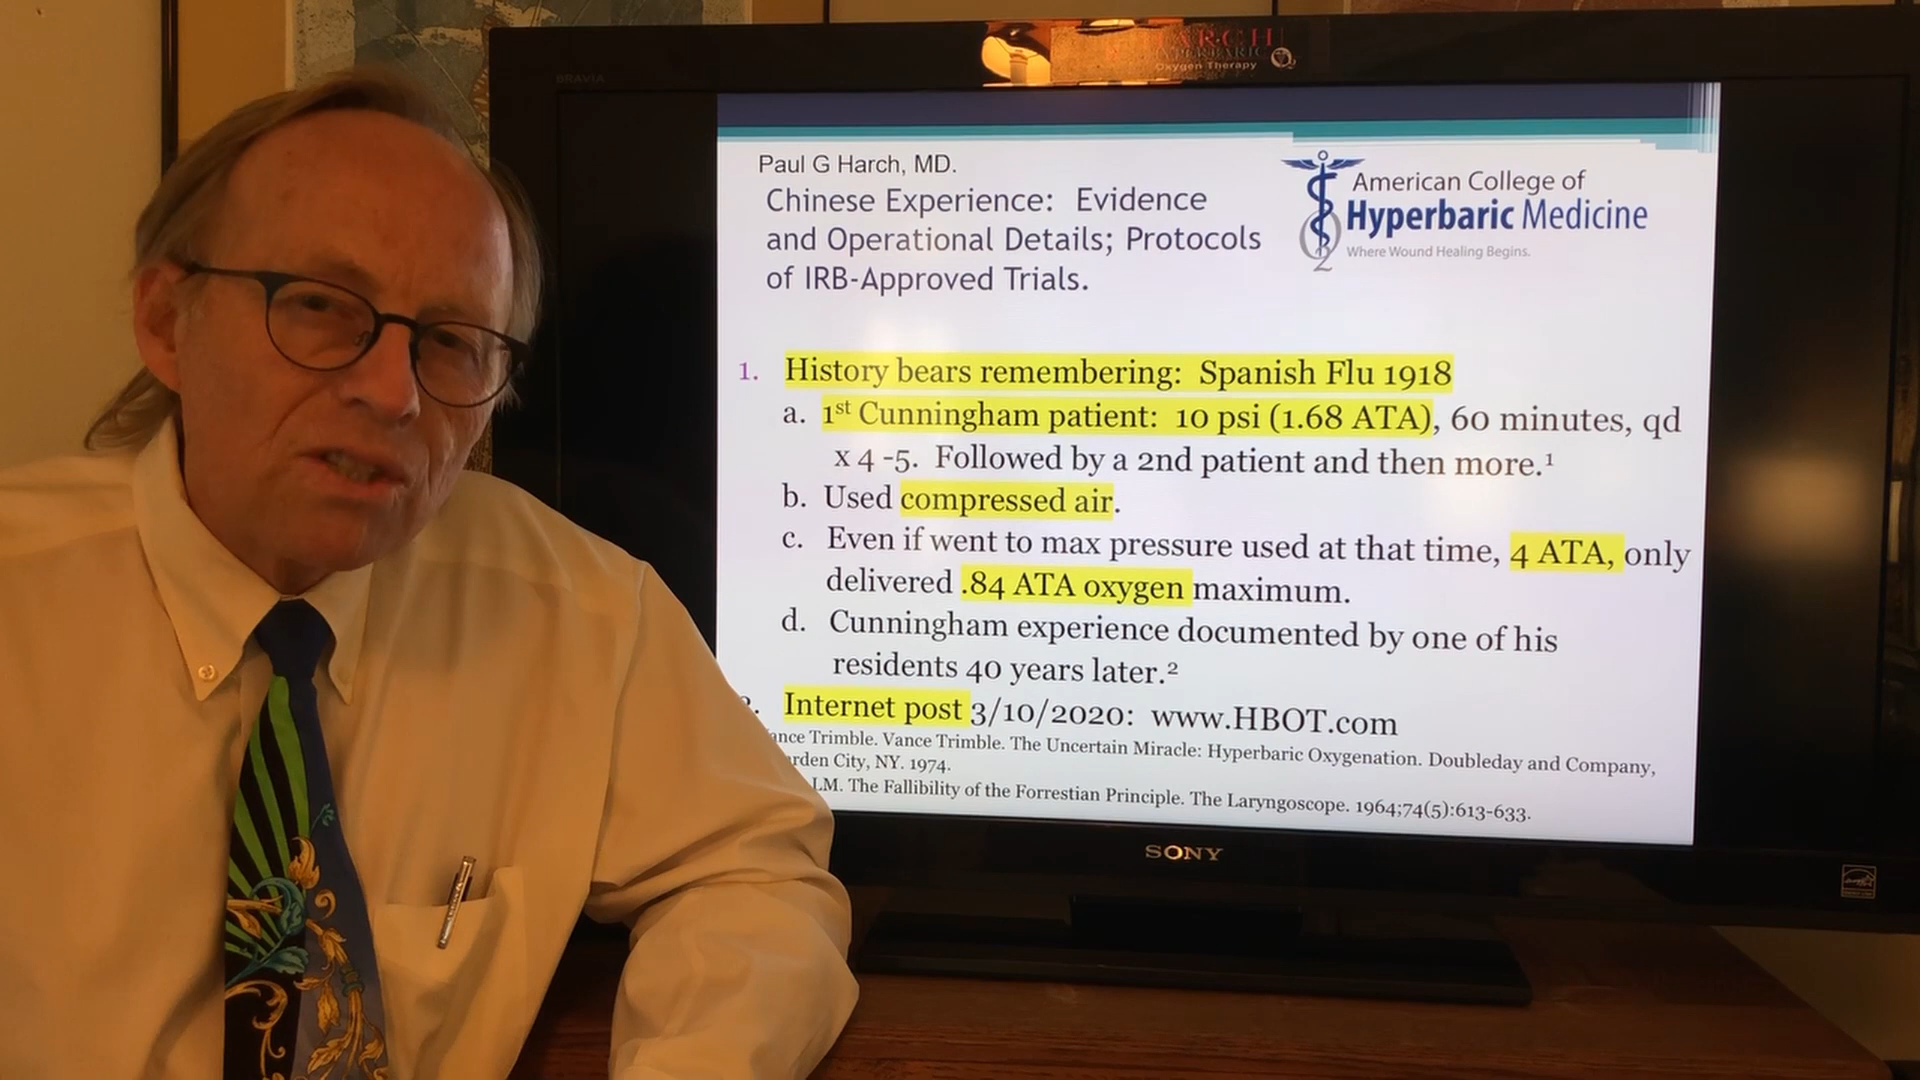 BRAVIA
Oxygen Therapy
Paul G Harch, MD.
Chinese Experience: Evidence
and Operational Details; Protocols
of IRB-Approved Trials.
American College of
Hyperbaric Medicine
Where Wound Healing Begins.
1. History bears remembering: Spanish Flu 1918
a. 1st Cunningham patient: 10 psi (1.68 ATA), 60 minutes, qd
x 4 -5. Followed by a 2nd patient and then more.1
b. Used compressed air.
c. Even if went to max pressure used at that time, 4 ATA, only
delivered .84 ATA oxygen maximum.
d. Cunningham experience documented by one of his
residents 40 years later.2
Internet post 3/10/2020: www.HBOT.com
Trimble. Vance Trimble. The Uncertain Miracle: Hyperbaric Oxygenation. Doubleday and Company,
City, NY. 1974.
LM. The Fallibility of the Forrestian Principle. The Laryngoscope. 1964;74(5):613-633.
SONY